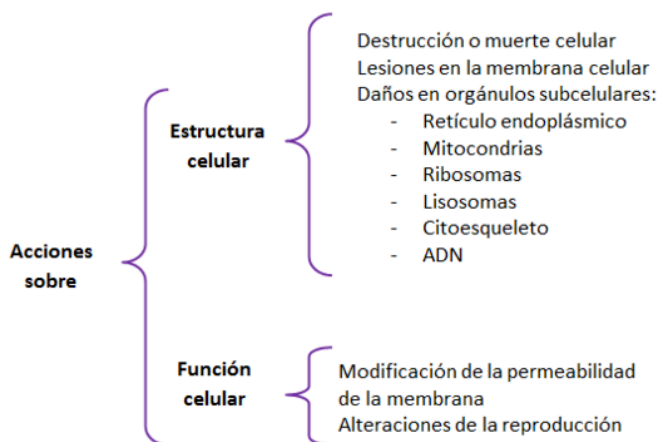 Acciones
sobre
Estructura
celular
Destrucción o muerte celular
Lesiones en la membrana celular
Daños en orgánulos subcelulares:
- Retículo endoplásmico
- Mitocondrias
- Ribosomas
- Lisosomas
- Citoesqueleto
- ADN
Función
celular
Modificación de la permeabilidad
de la membrana
Alteraciones de la reproducción